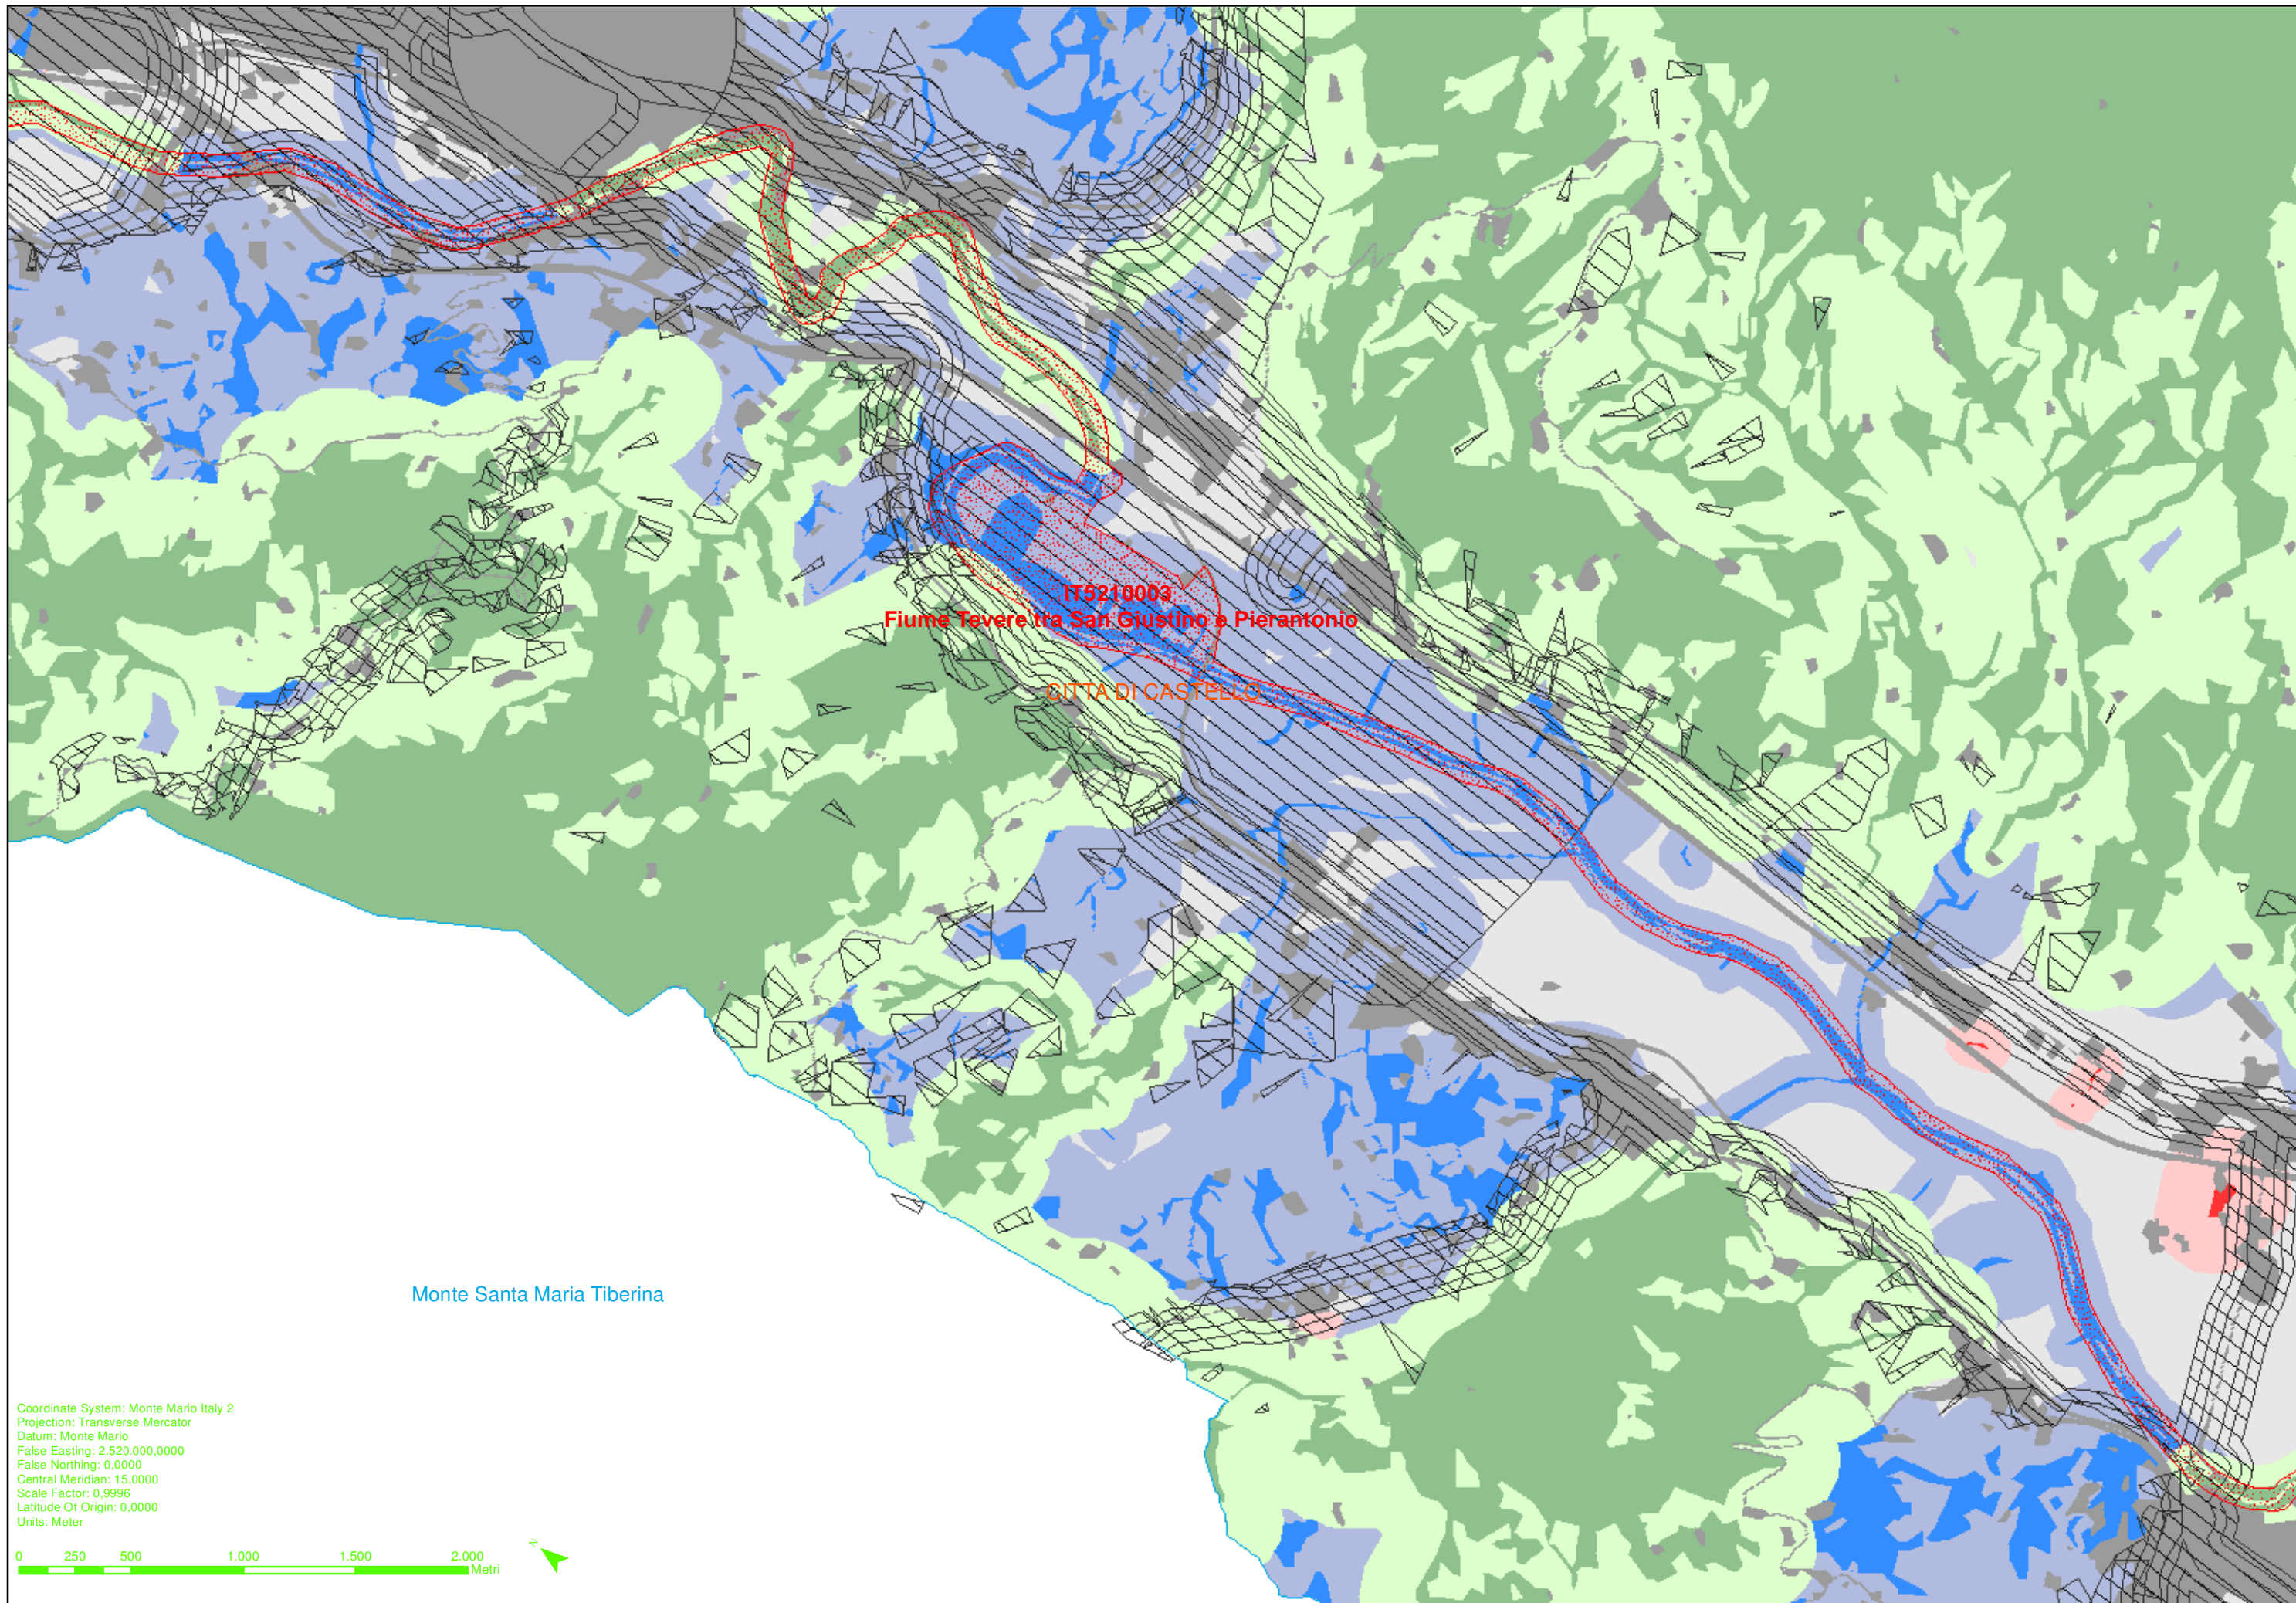 IT5210003
Fiume Tevere tra San Giustino e Pierantonio
CITTA DI CASTELLO
Monte Santa Maria Tiberina
Coordinate System: Monte Mario Italy 2
Projection: Transverse Mercator
Datum: Monte Mario
False Easting: 2.520.000,0000
False Northing: 0,0000
Central Meridian: 15,0000
Scale Factor: 0,9996
Latitude Of Origin: 0,0000
Units: Meter
0 250 500 1.000 1.500 2.000
Metri
N